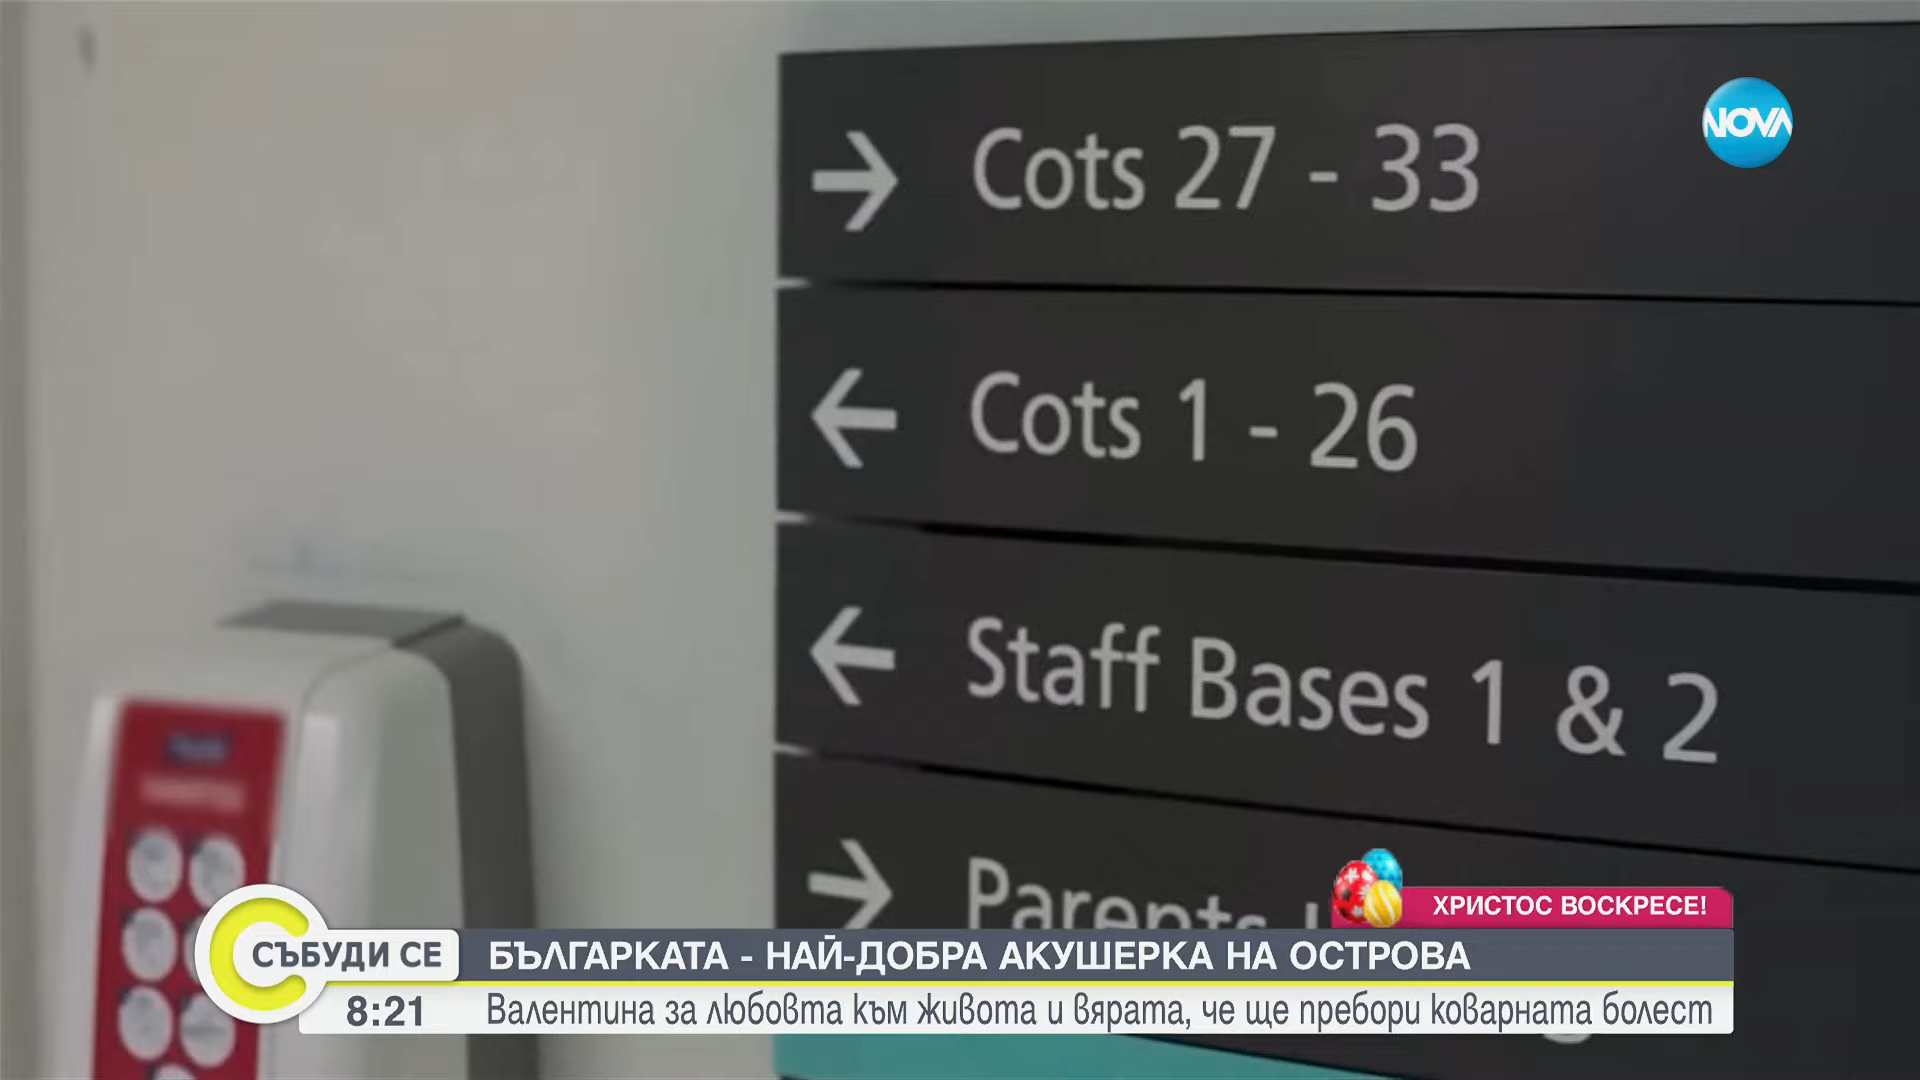 NOVA
→ Cots 27 - 33
← Cots 1 - 26
← Staff Bases 1 & 2
→ Parents
ХРИСТОС ВОСКРЕСЕ!
СЪБУДИ СЕ
БЪЛГАРКАТА - НАЙ-ДОБРА АКУШЕРКА НА ОСТРОВА
8:21
Валентина за любовта към живота и вярата, че ще пребори коварната болест